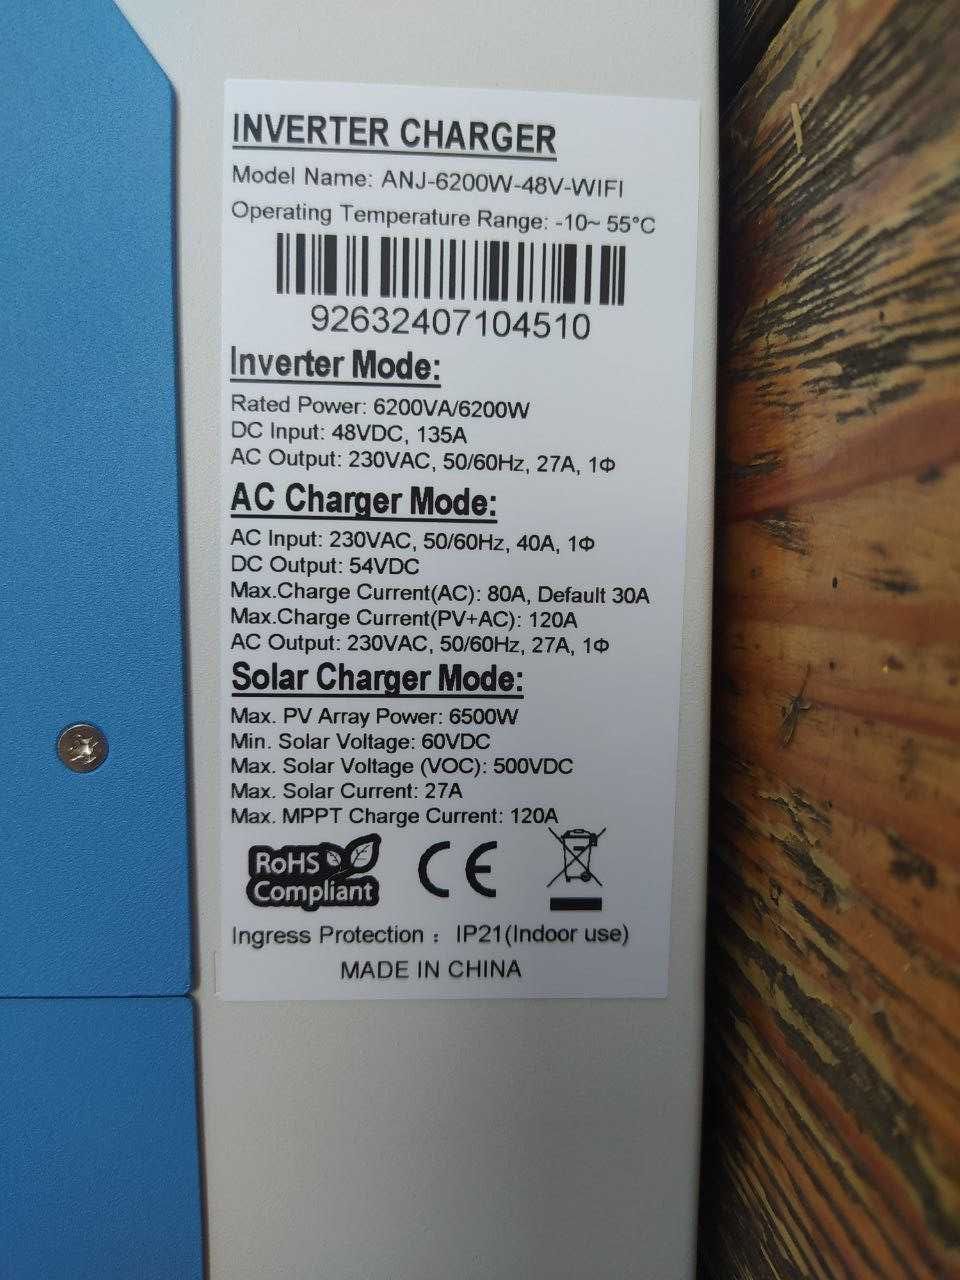 INVERTER CHARGER
Model Name: ANJ-6200W-48V-WIFI
Operating Temperature Range: -10~ 55°C
92632407104510
Inverter Mode:
Rated Power: 6200VA/6200W
DC Input: 48VDC, 135A
AC Output: 230VAC, 50/60Hz, 27A, 1Φ
AC Charger Mode:
AC Input: 230VAC, 50/60Hz, 40A, 1Φ
DC Output: 54VDC
Max.Charge Current(AC): 80A, Default 30A
Max.Charge Current(PV+AC): 120A
AC Output: 230VAC, 50/60Hz, 27A, 1Φ
Solar Charger Mode:
Max. PV Array Power: 6500W
Min. Solar Voltage: 60VDC
Max. Solar Voltage (VOC): 500VDC
Max. Solar Current: 27A
Max. MPPT Charge Current: 120A
RoHS
Compliant
CE
Ingress Protection : IP21(Indoor use)
MADE IN CHINA